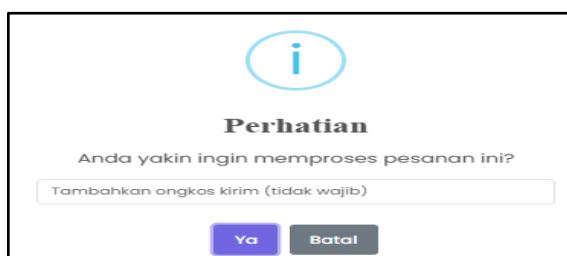 Perhatian
Anda yakin ingin memproses pesanan ini?
Tambahkan ongkos kirim (tidak wajib)
Ya
Batal